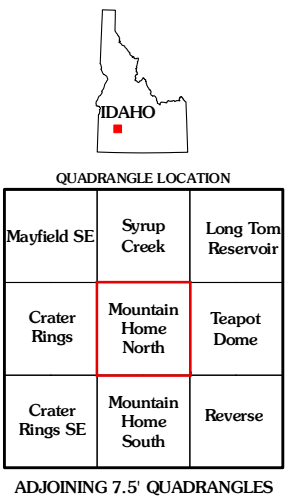 IDAHO
QUADRANGLE LOCATION
Mayfield SE
Syrup
Creek
Long Tom
Reservoir
Crater
Rings
Mountain
Home
North
Teapot
Dome
Crater
Rings SE
Mountain
Home
South
Reverse
ADJOINING 7.5' QUADRANGLES